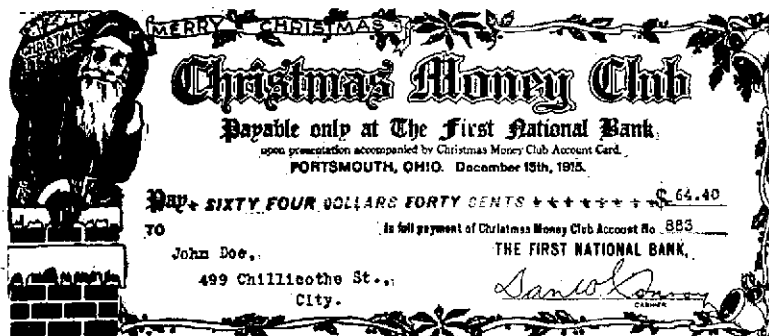 MERRY CHRISTMAS
CHRISTMAS
Christmas Money Club
Payable only at The First National Bank,
upon presentation accompanied by Christmas Money Club Account Card.
PORTSMOUTH, OHIO. December 15th, 1915.
Pay SIXTY FOUR DOLLARS FORTY CENTS $ 64.40
TO In full payment of Christmas Money Club Account No. 883
John Doe, THE FIRST NATIONAL BANK,
499 Chillicothe St.,
City.
CASHIER